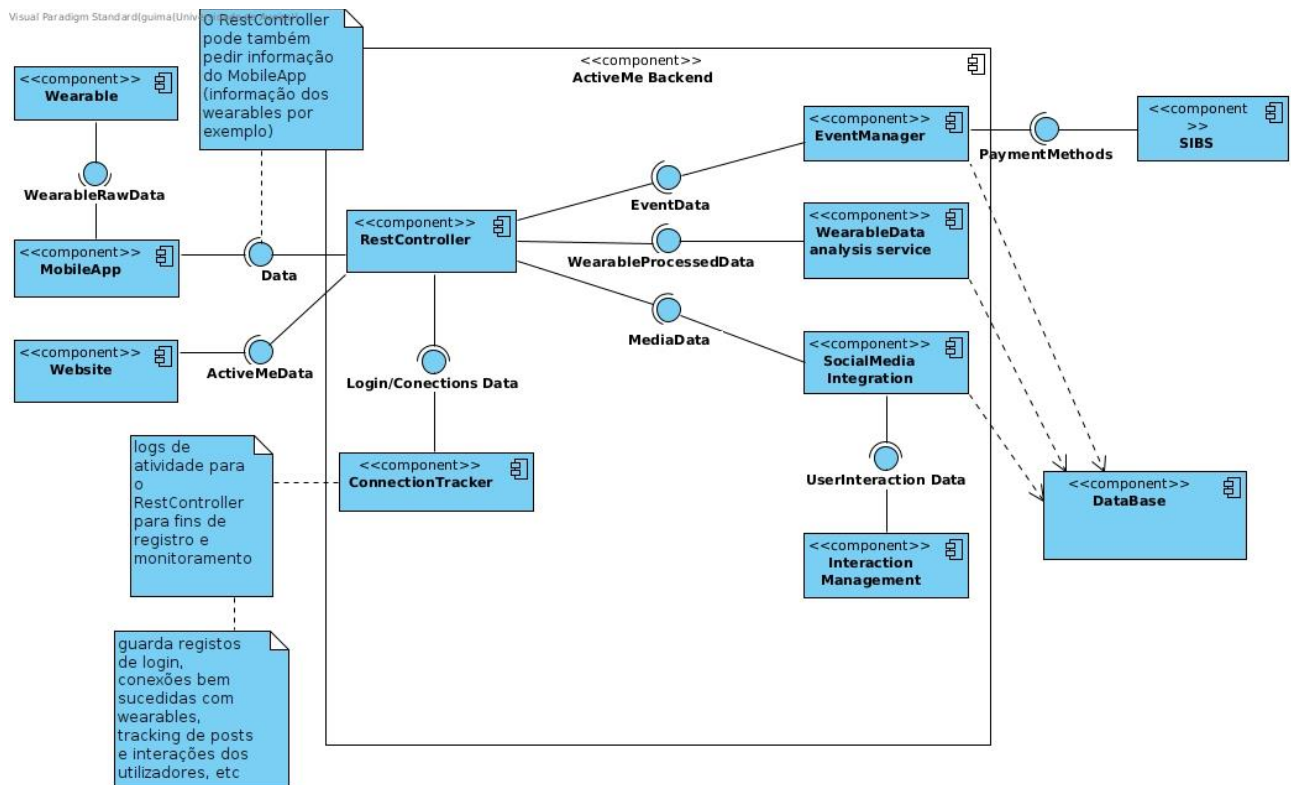 Visual Paradigm Standard(guima(Univ
O RestController
pode também
pedir informação
do MobileApp
(informação dos
wearables por
exemplo)
<<component>>
ActiveMe Backend
<<component>>
Wearable
WearableRawData
<<component>>
MobileApp
Data
<<component>>
Website
ActiveMeData
<<component>>
RestController
Login/Conections Data
<<component>>
ConnectionTracker
EventData
WearableProcessedData
MediaData
<<component>>
EventManager
PaymentMethods
<<component
>>
SIBS
<<component>>
WearableData
analysis service
<<component>>
SocialMedia
Integration
UserInteraction Data
<<component>>
Interaction
Management
<<component>>
DataBase
logs de
atividade para
o
RestController
para fins de
registro e
monitoramento
guarda registos
de login,
conexões bem
sucedidas com
wearables,
tracking de posts
e interações dos
utilizadores, etc